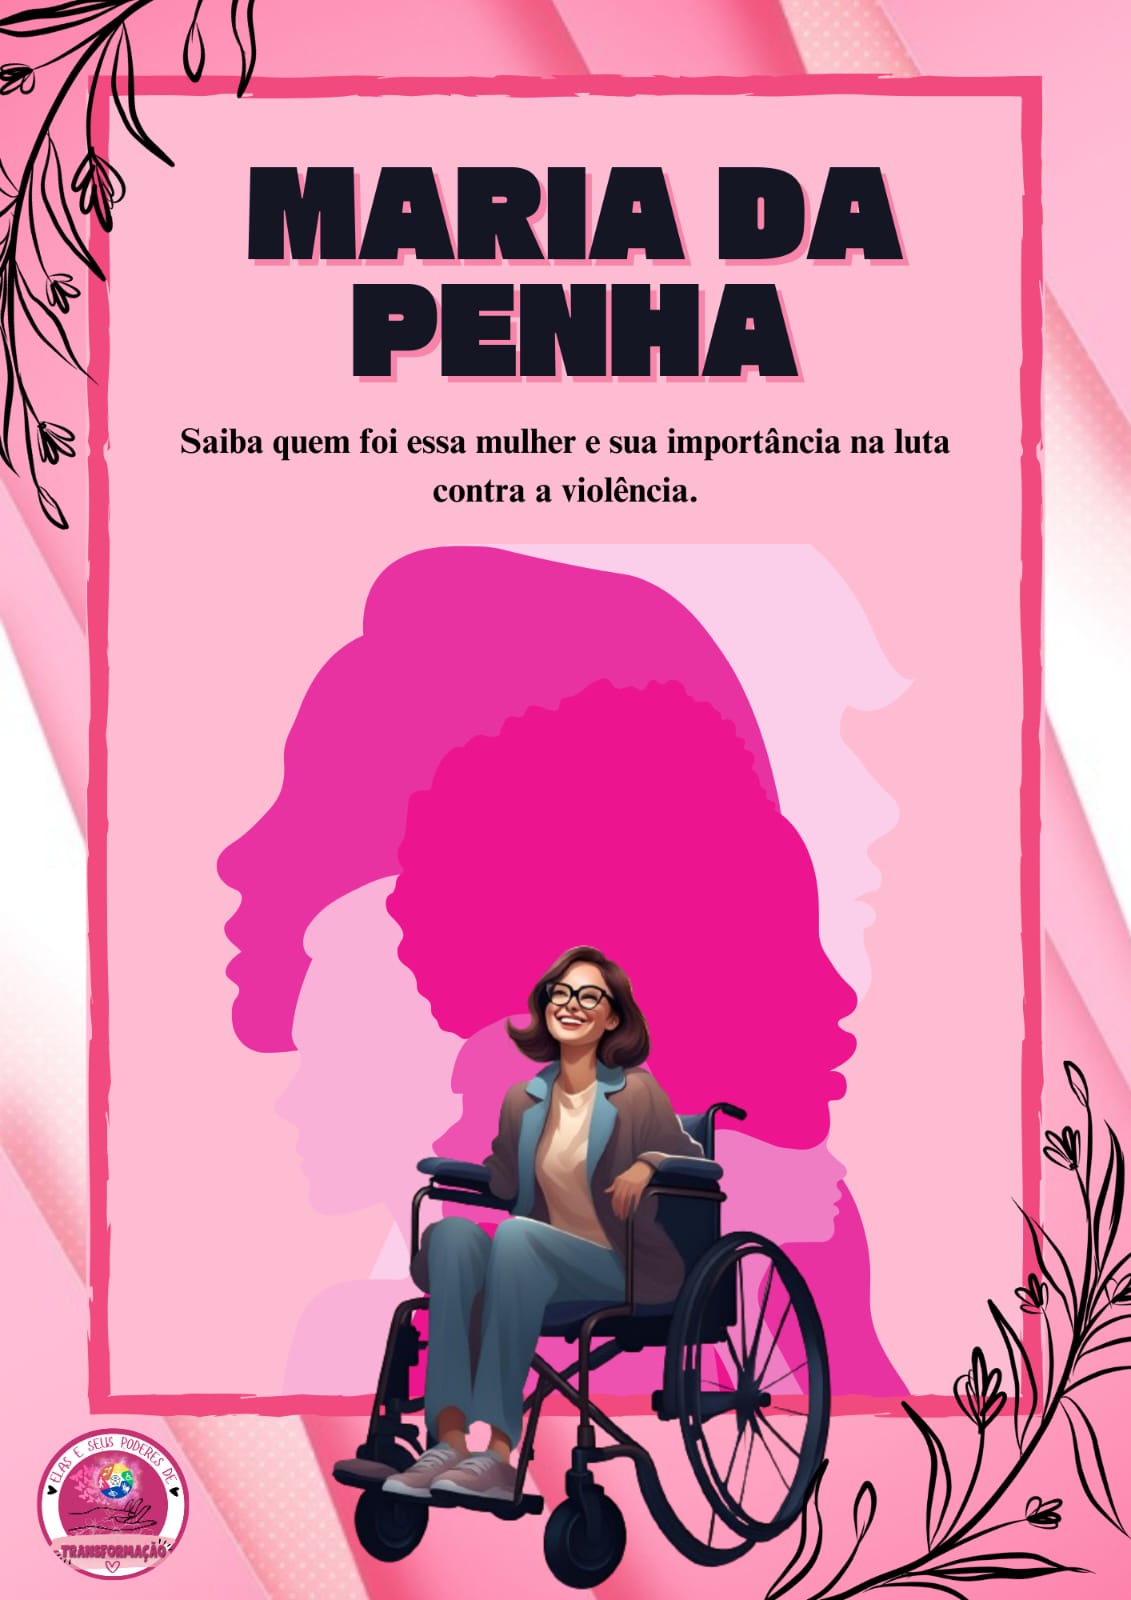 MARIA DA
PENHA
Saiba quem foi essa mulher e sua importância na luta
contra a violência.
ELAS E SEUS PODERES DE
TRANSFORMAÇÃO